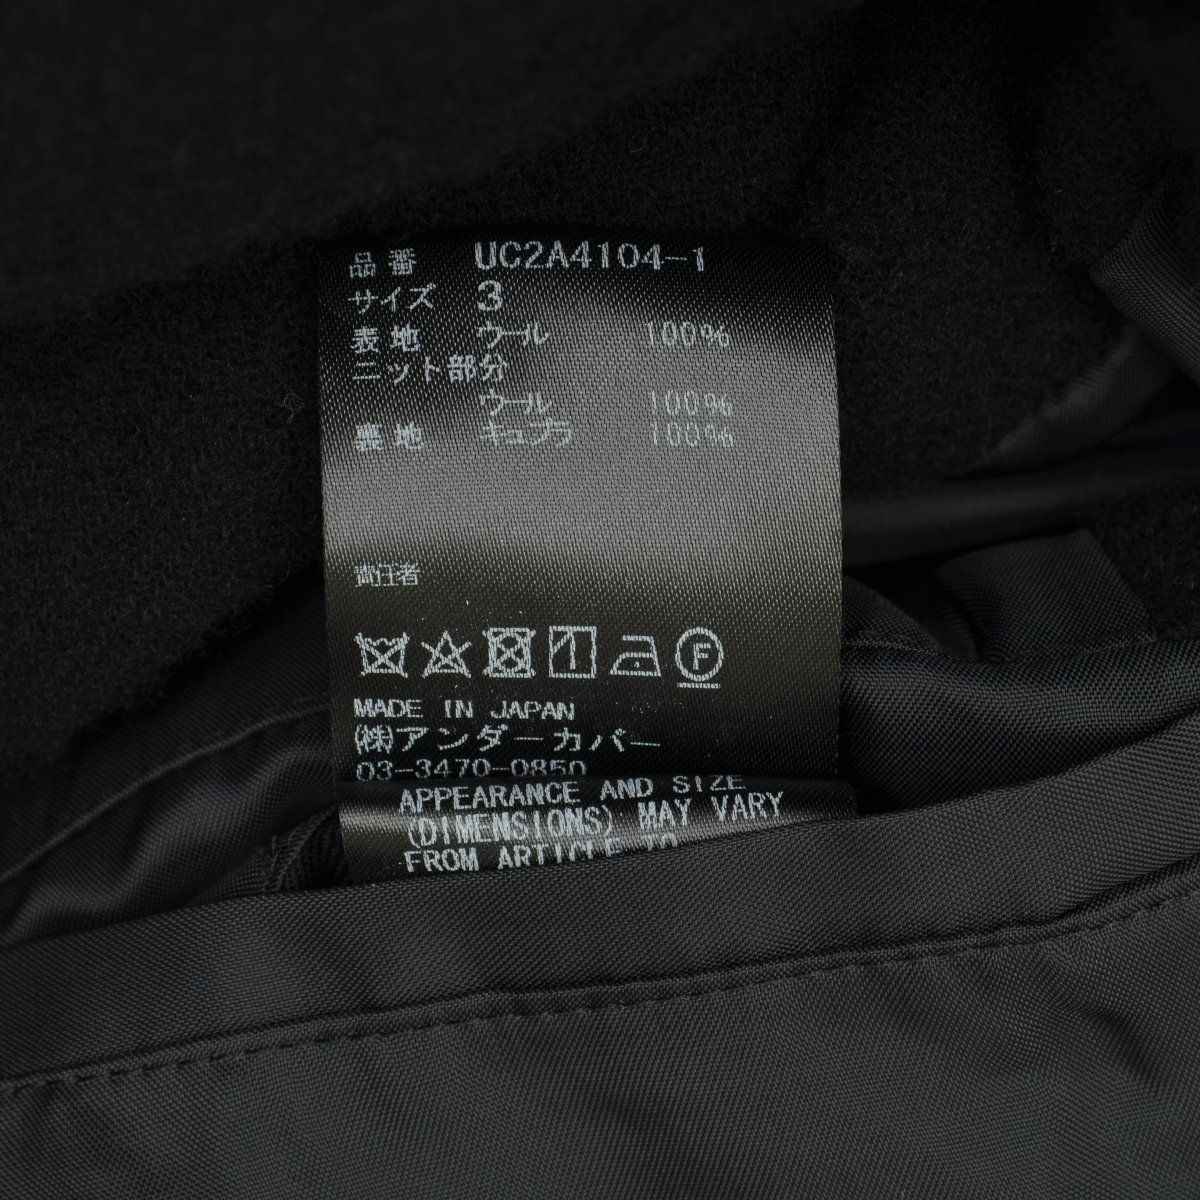 品番 UC2A4104-1
サイズ 3
表地 ウール 100%
ニット部分
ウール 100%
裏地 キュプラ 100%
責任者
F
MADE IN JAPAN
(株)アンダーカバー
03-3470-0850
APPEARANCE AND SIZE
(DIMENSIONS) MAY VARY
FROM ARTICLE TO